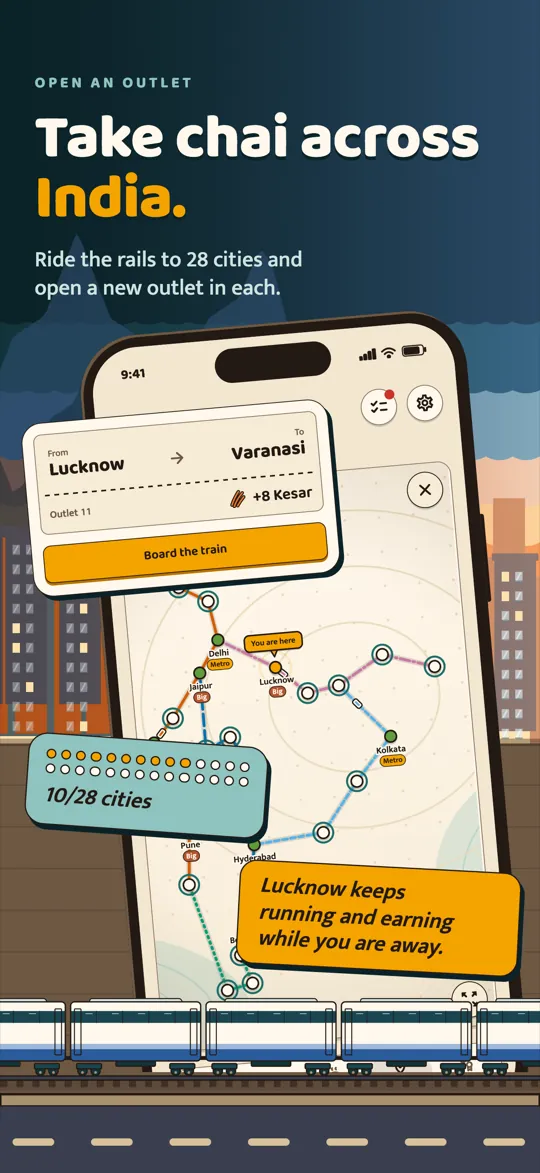 OPEN AN OUTLET
Take chai across
India.
Ride the rails to 28 cities and
open a new outlet in each.
9:41
From
To
Lucknow
Varanasi
Outlet 11
+8 Kesar
Board the train
You are here
Delhi
Metro
Lucknow
Big
Jaipur
Big
Kolkata
Metro
10/28 cities
Pune
Big
Hyderabad
Lucknow keeps
running and earning
while you are away.